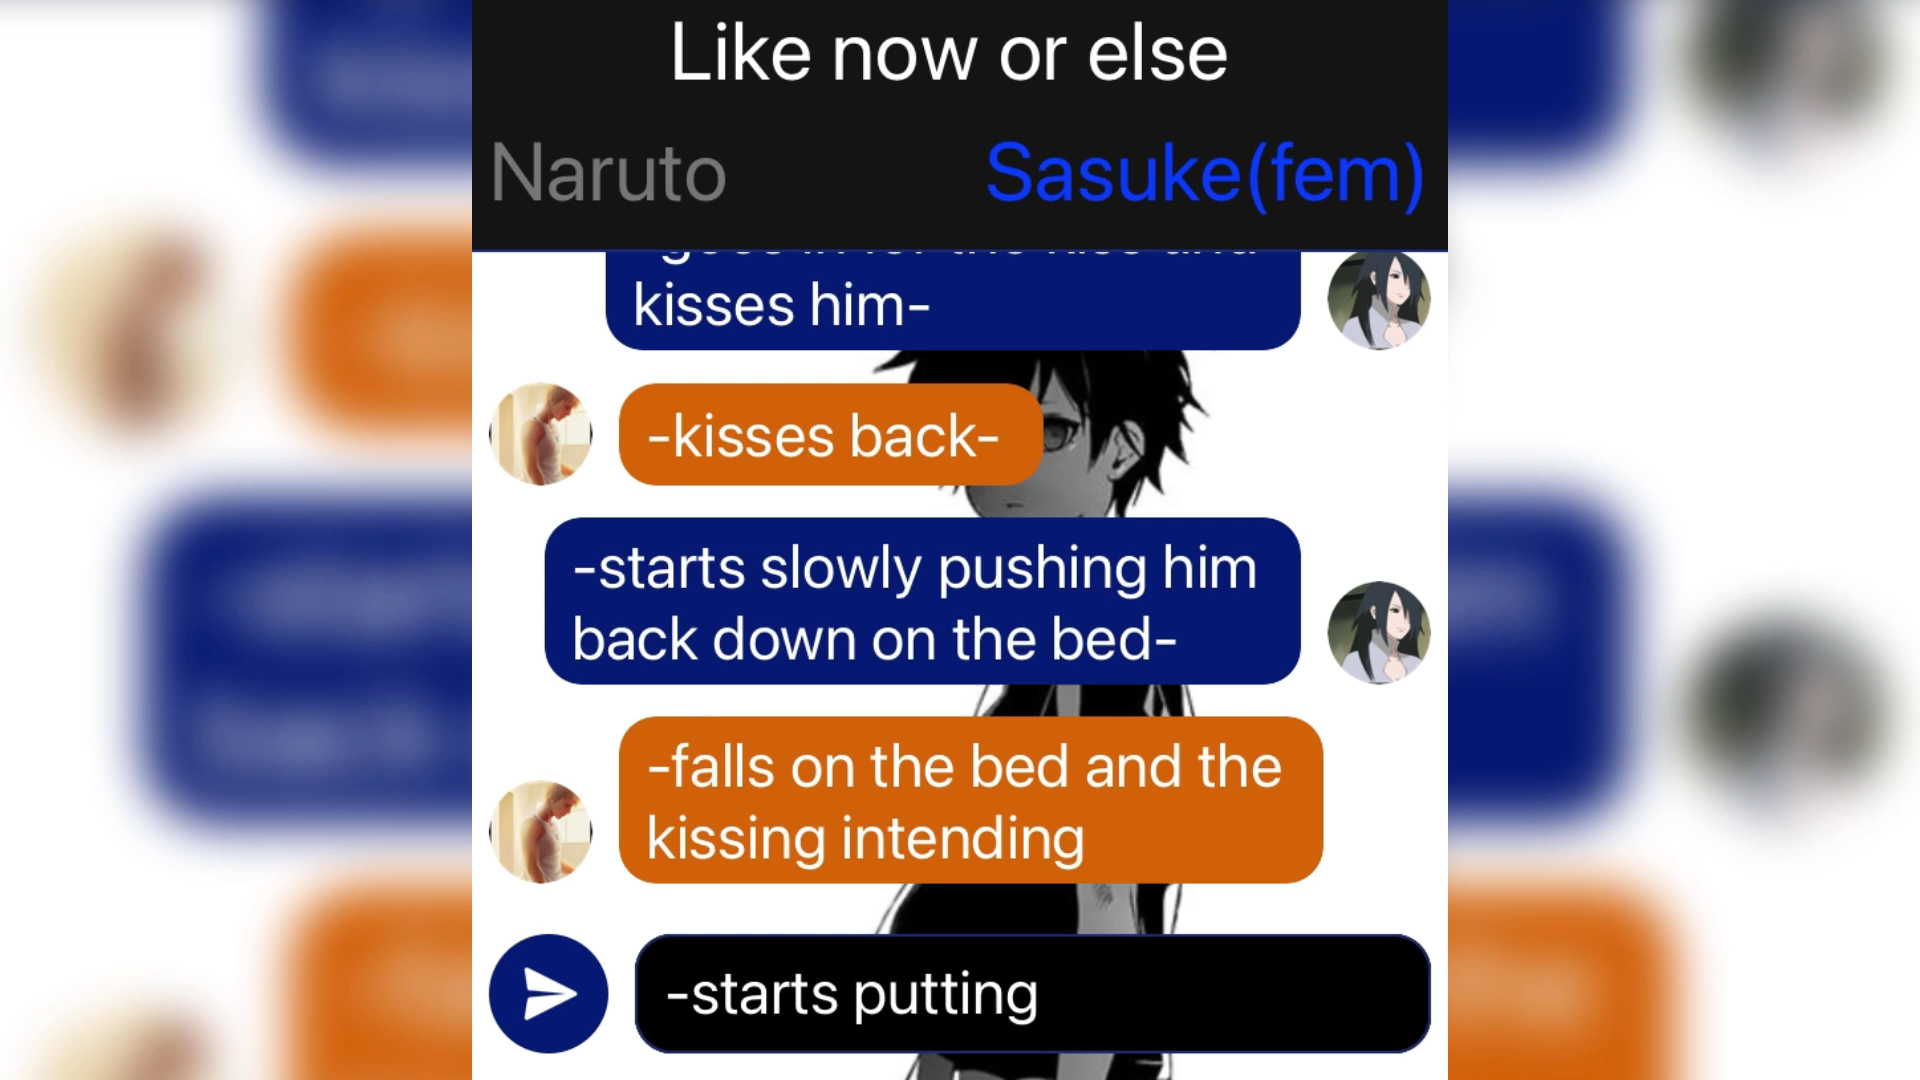 Like now or else
Naruto
Sasuke(fem)
kisses him-
-kisses back-
-starts slowly pushing him
back down on the bed-
-falls on the bed and the
kissing intending
-starts putting